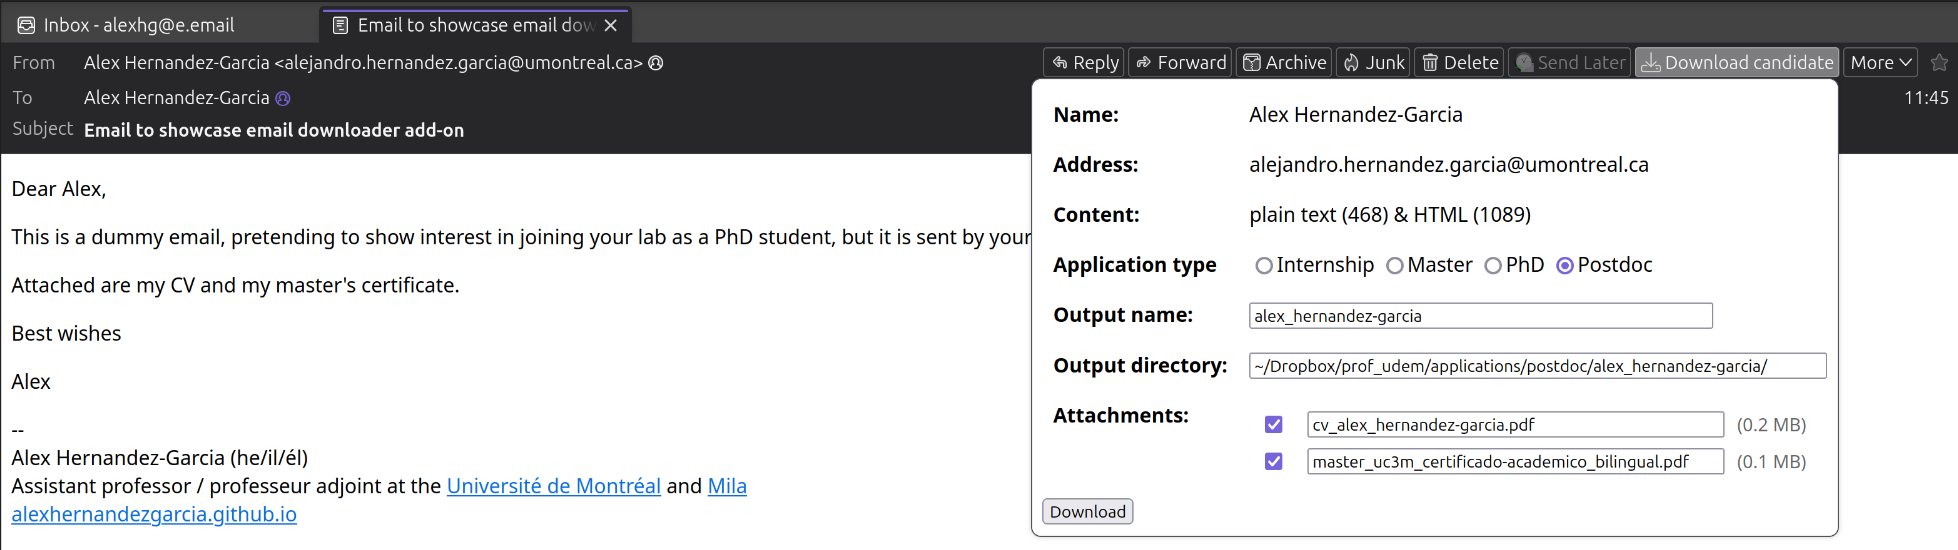 Inbox - alexhg@e.email
Email to showcase email dow
From Alex Hernandez-Garcia <alejandro.hernandez.garcia@umontreal.ca>
Reply Forward Archive Junk Delete Send Later Download candidate More
To Alex Hernandez-Garcia
11:45
Subject Email to showcase email downloader add-on
Dear Alex,
This is a dummy email, pretending to show interest in joining your lab as a PhD student, but it is sent by your
Attached are my CV and my master's certificate.
Best wishes
Alex
--
Alex Hernandez-Garcia (he/il/él)
Assistant professor / professeur adjoint at the Université de Montréal and Mila
alexhernandezgarcia.github.io
Name: Alex Hernandez-Garcia
Address: alejandro.hernandez.garcia@umontreal.ca
Content: plain text (468) & HTML (1089)
Application type Internship Master PhD Postdoc
Output name: alex_hernandez-garcia
Output directory: ~/Dropbox/prof_udem/applications/postdoc/alex_hernandez-garcia/
Attachments: cv_alex_hernandez-garcia.pdf (0.2 MB)
master_uc3m_certificado-academico_bilingual.pdf (0.1 MB)
Download